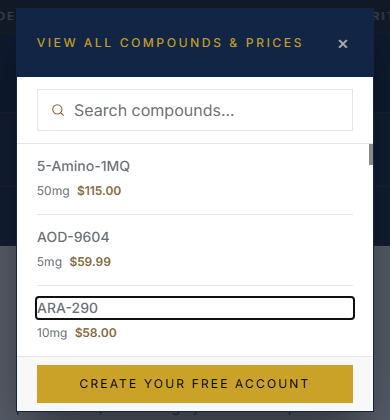 VIEW ALL COMPOUNDS & PRICES ×
Search compounds...
5-Amino-1MQ
50mg $115.00
AOD-9604
5mg $59.99
ARA-290
10mg $58.00
CREATE YOUR FREE ACCOUNT